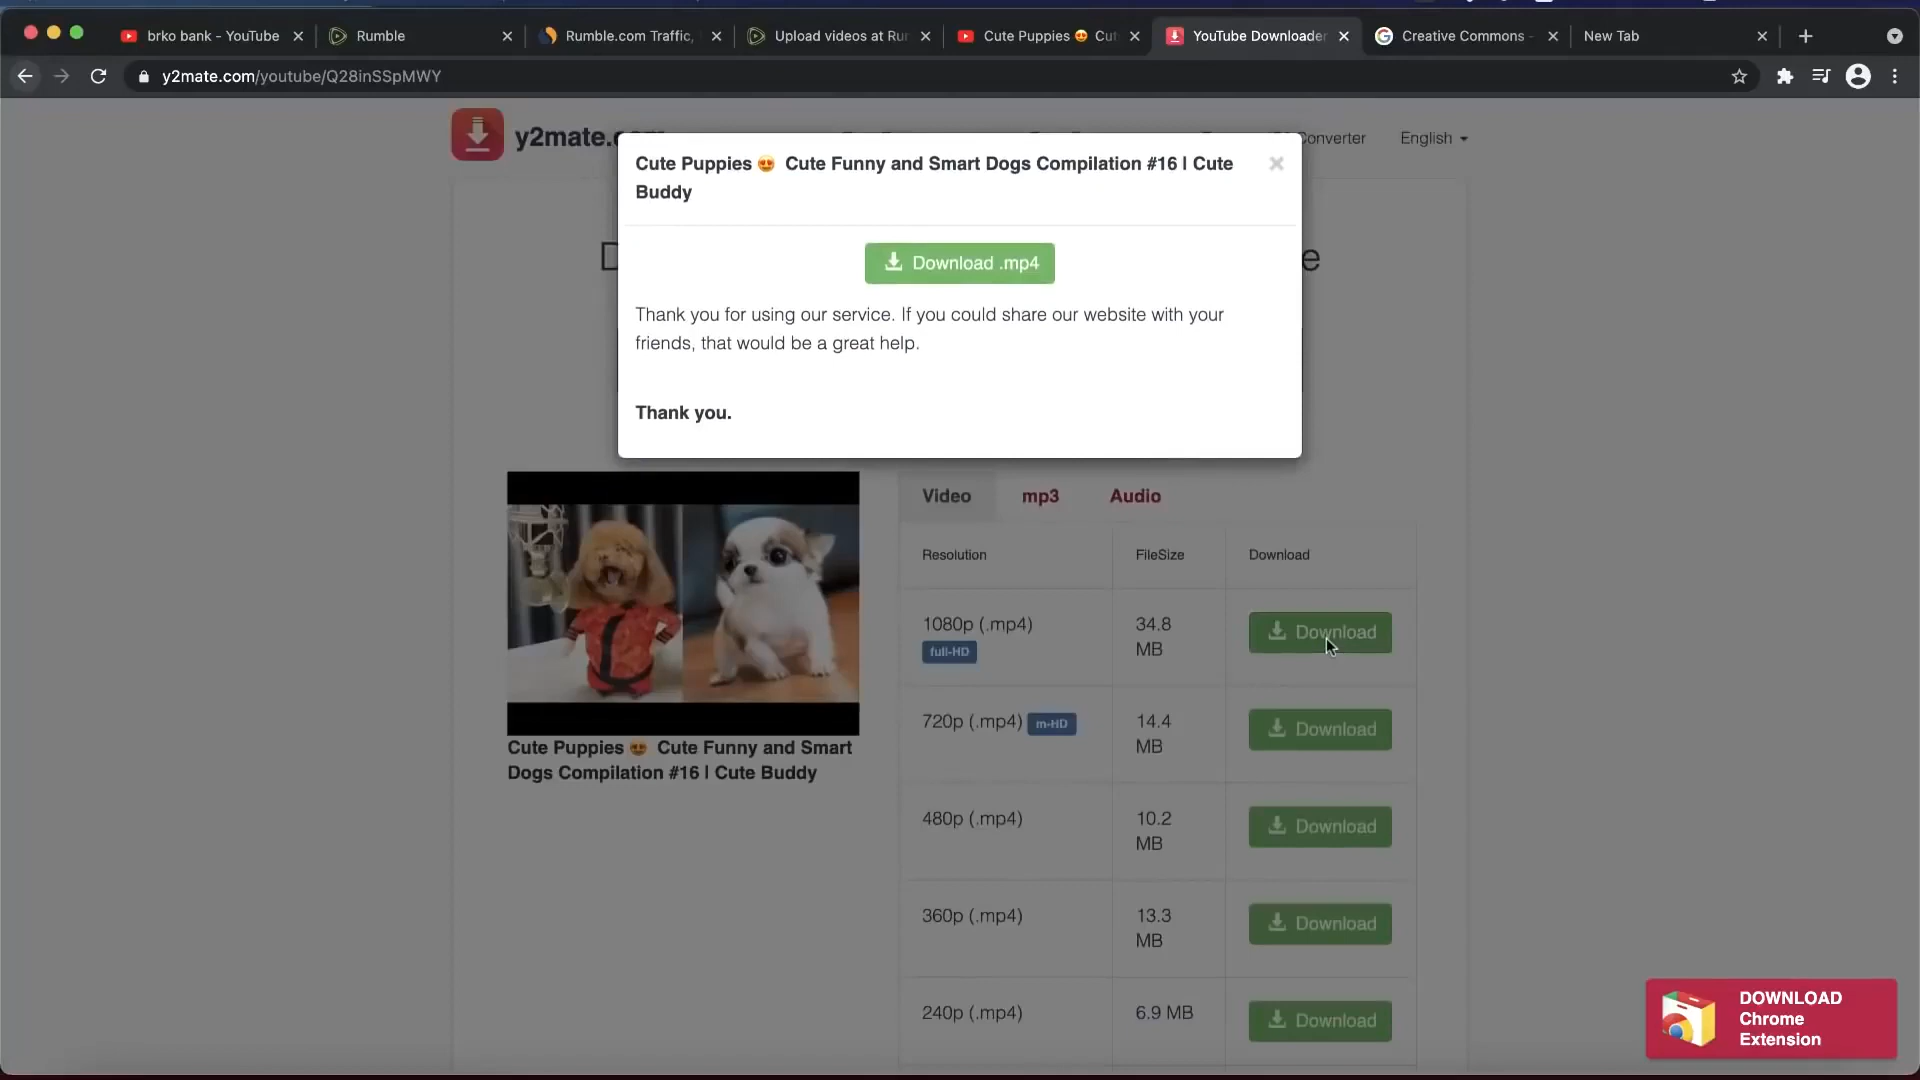 brko bank - YouTube
Rumble
Rumble.com Traffic,
Upload videos at Ru
Cute Puppies 😍 Cut
YouTube Downloader
Creative Commons -
New Tab
y2mate.com/youtube/Q28inSSpMWY
y2mate.
Converter
English
Cute Puppies 😍 Cute Funny and Smart Dogs Compilation #16 | Cute
Buddy
Download .mp4
Thank you for using our service. If you could share our website with your
friends, that would be a great help.
Thank you.
Video mp3 Audio
Resolution FileSize Download
1080p (.mp4) 34.8 Download
full-HD MB
720p (.mp4) m-HD 14.4 Download
MB
480p (.mp4) 10.2 Download
MB
360p (.mp4) 13.3 Download
MB
240p (.mp4) 6.9 MB Download
Cute Puppies 😍 Cute Funny and Smart
Dogs Compilation #16 | Cute Buddy
DOWNLOAD
Chrome
Extension